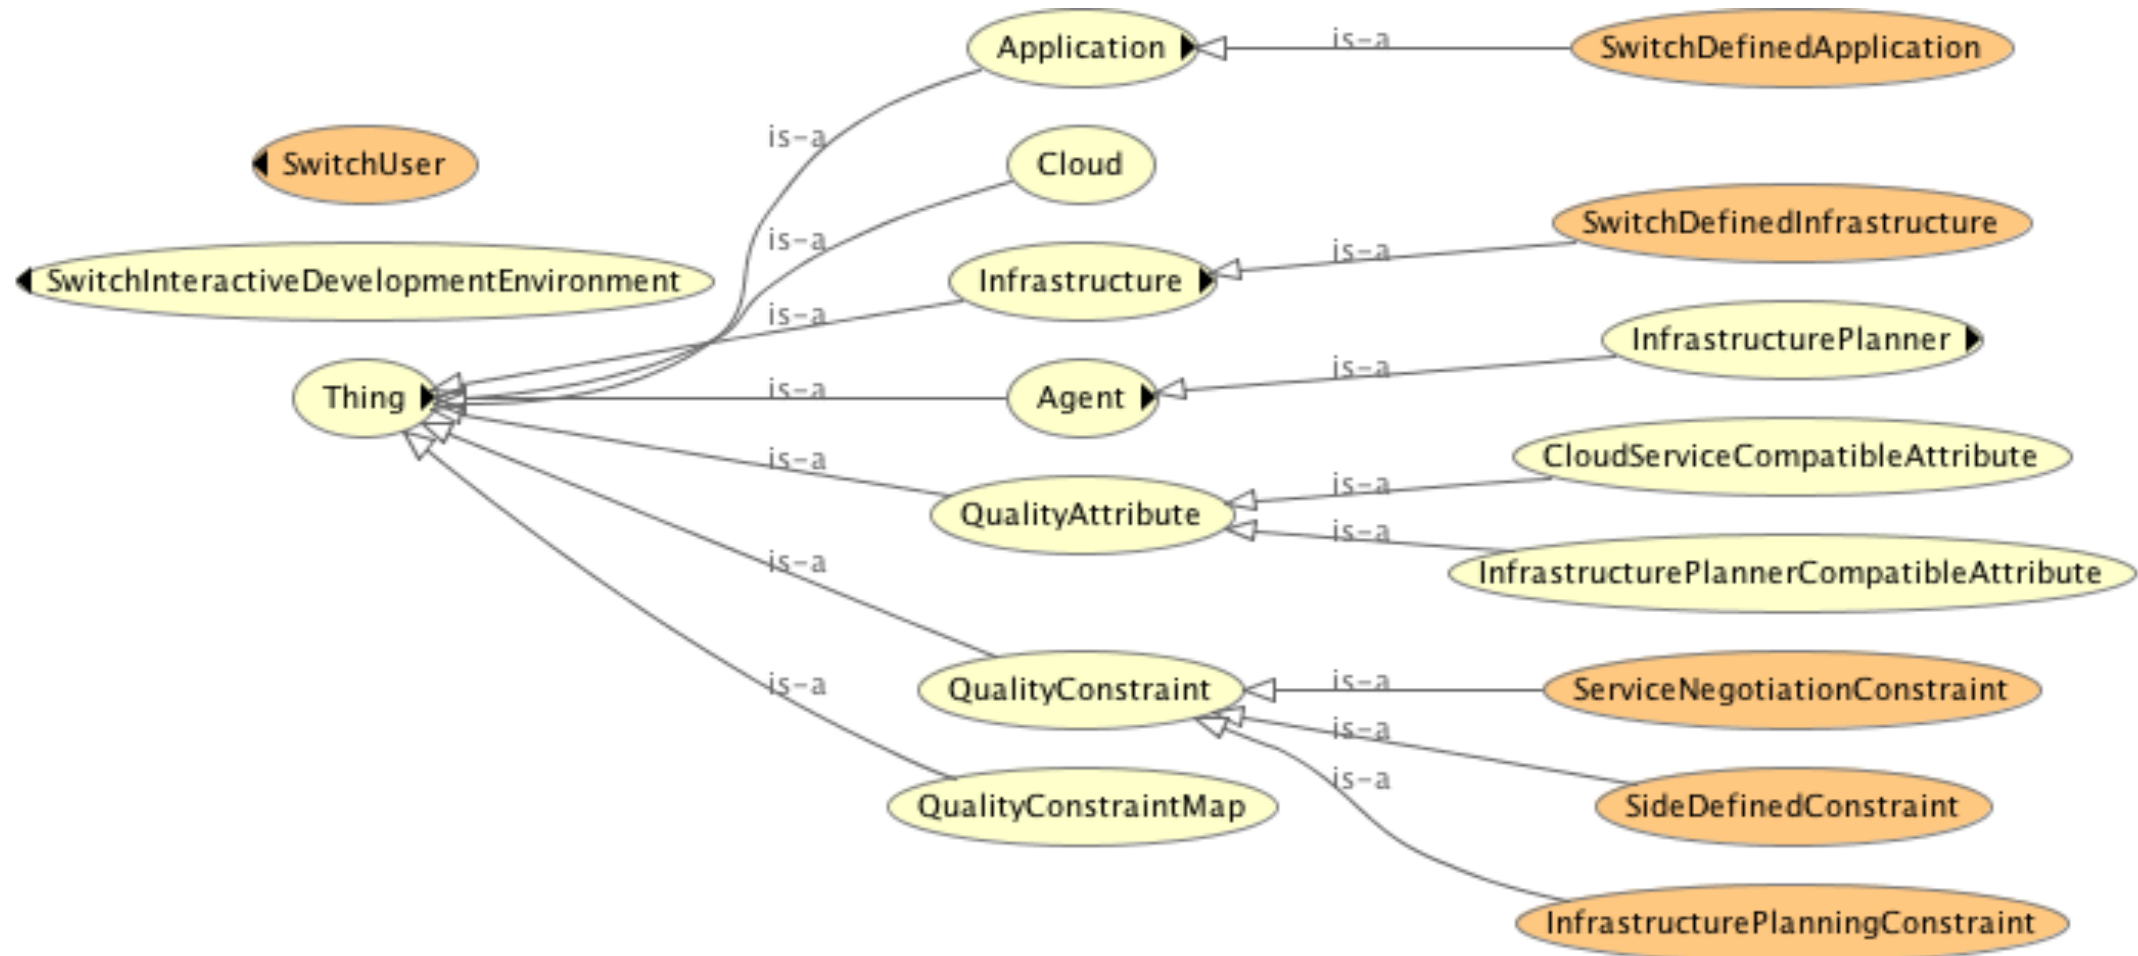 Application
is-a
SwitchDefinedApplication
is-a
SwitchUser
Cloud
SwitchDefinedInfrastructure
is-a
is-a
SwitchInteractiveDevelopmentEnvironment
Infrastructure
is-a
InfrastructurePlanner
is-a
Thing
is-a
Agent
CloudServiceCompatibleAttribute
is-a
is-a
QualityAttribute
is-a
InfrastructurePlannerCompatibleAttribute
is-a
QualityConstraint
is-a
ServiceNegotiationConstraint
is-a
is-a
is-a
QualityConstraintMap
SideDefinedConstraint
InfrastructurePlanningConstraint